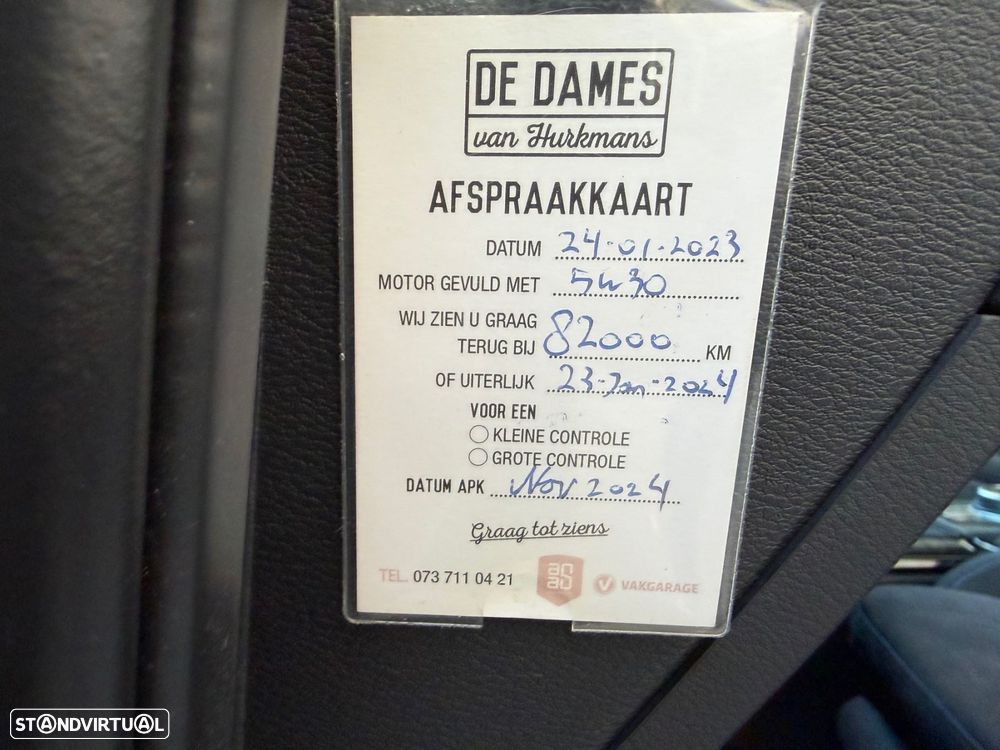 DE DAMES
van Hurkmans
AFSPRAAKKAART
DATUM 24-01-2023
MOTOR GEVULD MET 5w30
WIJ ZIEN U GRAAG
TERUG BIJ 82000 KM
OF UITERLIJK 23-Jan-2024
VOOR EEN
KLEINE CONTROLE
GROTE CONTROLE
DATUM APK Nov 2024
Graag tot ziens
TEL. 073 711 04 21
VAKGARAGE
STANDVIRTUAL